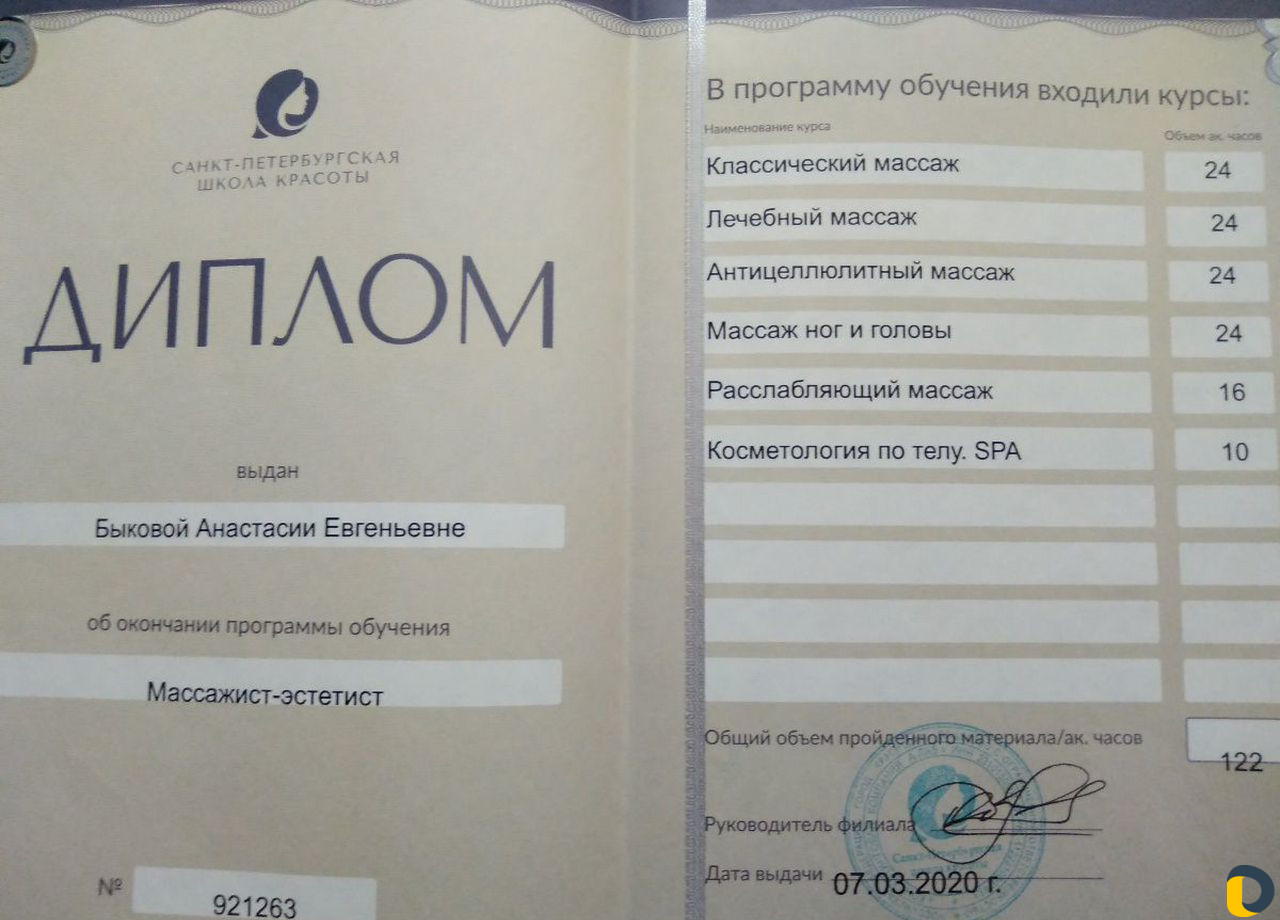 САНКТ-ПЕТЕРБУРГСКАЯ
ШКОЛА КРАСОТЫ
ДИПЛОМ
выдан
Быковой Анастасии Евгеньевне
об окончании программы обучения
Массажист-эстетист
№ 921263
В программу обучения входили курсы:
Наименование курса Объем ак. часов
Классический массаж 24
Лечебный массаж 24
Антицеллюлитный массаж 24
Массаж ног и головы 24
Расслабляющий массаж 16
Косметология по телу. SPA 10
Общий объем пройденного материала/ак. часов 122
Руководитель филиала
Санкт-Петербургская
Дата выдачи 07.03.2020 г.